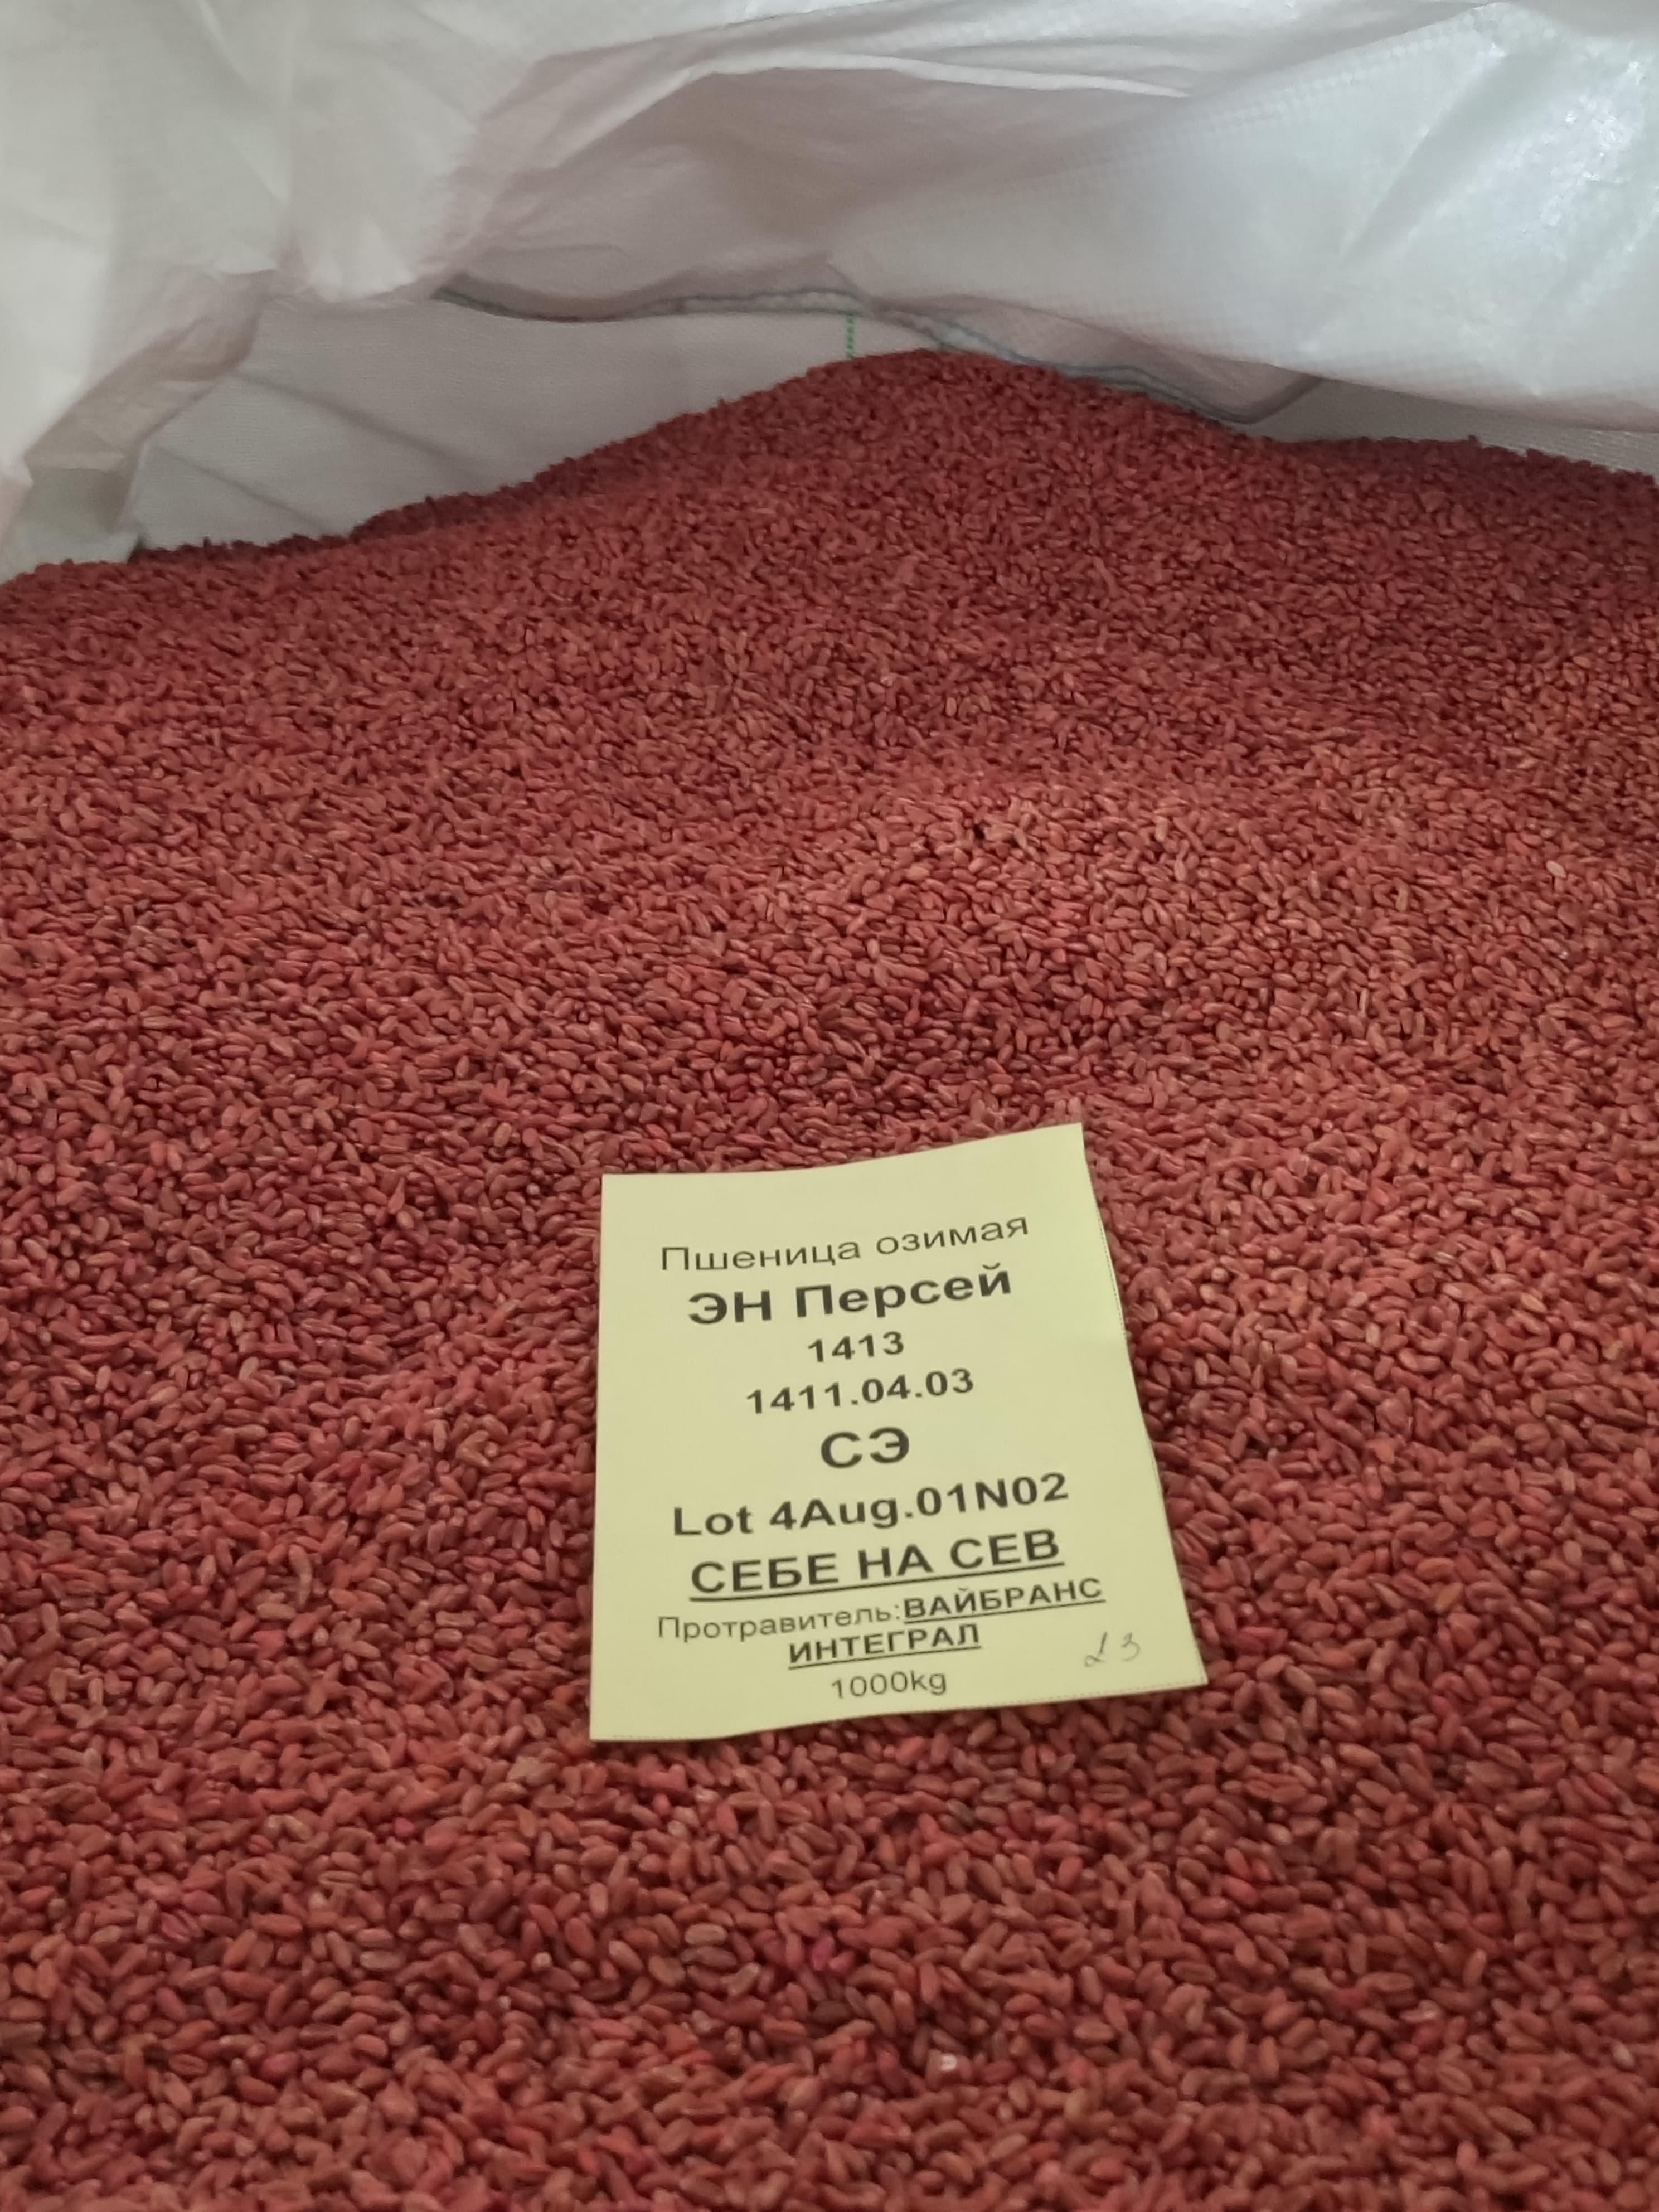 Пшеница озимая
ЭН Персей
1413
1411.04.03
СЭ
Lot 4Aug.01N02
СЕБЕ НА СЕВ
Протравитель:ВАЙБРАНС
ИНТЕГРАЛ
1000kg